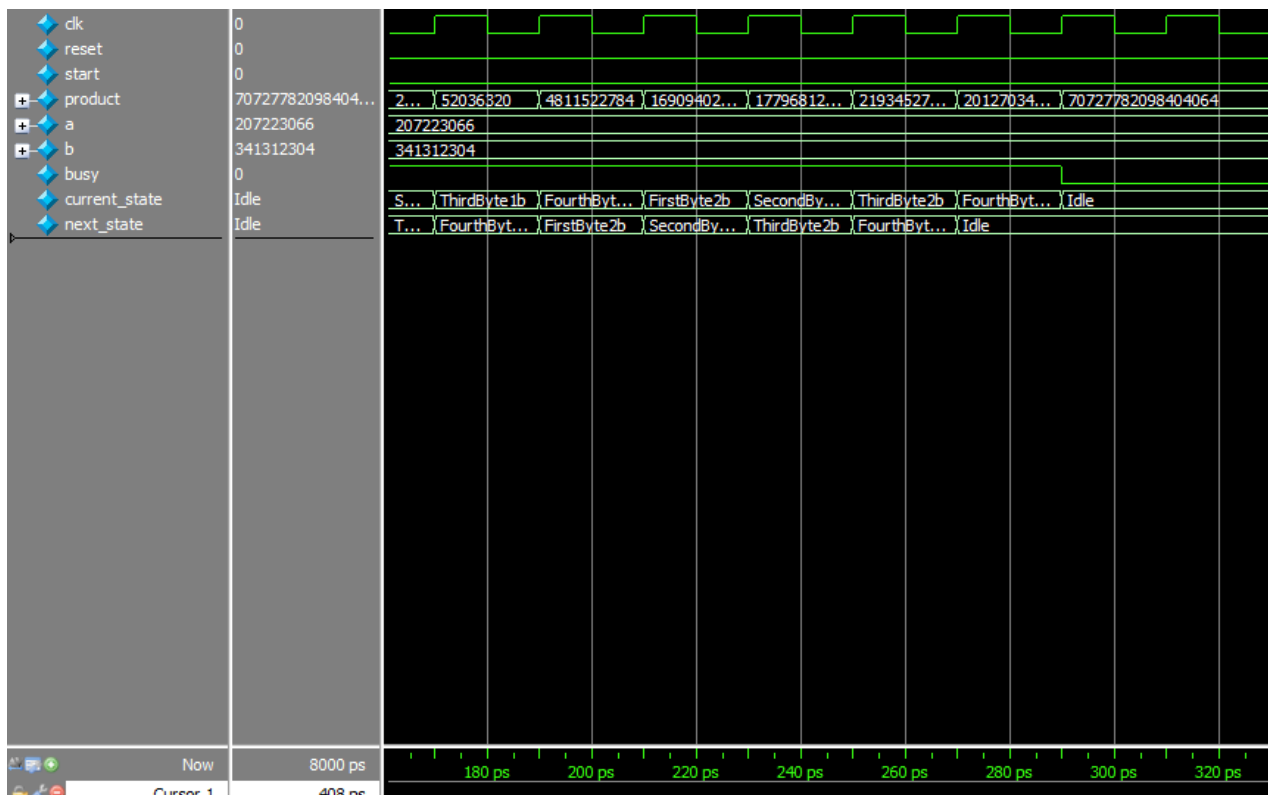 clk 0
reset 0
start 0
product 70727782098404... 2... 52036320 4811522784 16909402... 17796812... 21934527... 20127034... 70727782098404064
a 207223066 207223066
b 341312304 341312304
busy 0
current_state Idle S... ThirdByte1b FourthByt... FirstByte2b SecondBy... ThirdByte2b FourthByt... Idle
next_state Idle T... FourthByt... FirstByte2b SecondBy... ThirdByte2b FourthByt... Idle
Now 8000 ps 180 ps 200 ps 220 ps 240 ps 260 ps 280 ps 300 ps 320 ps
Cursor 1 408 ps